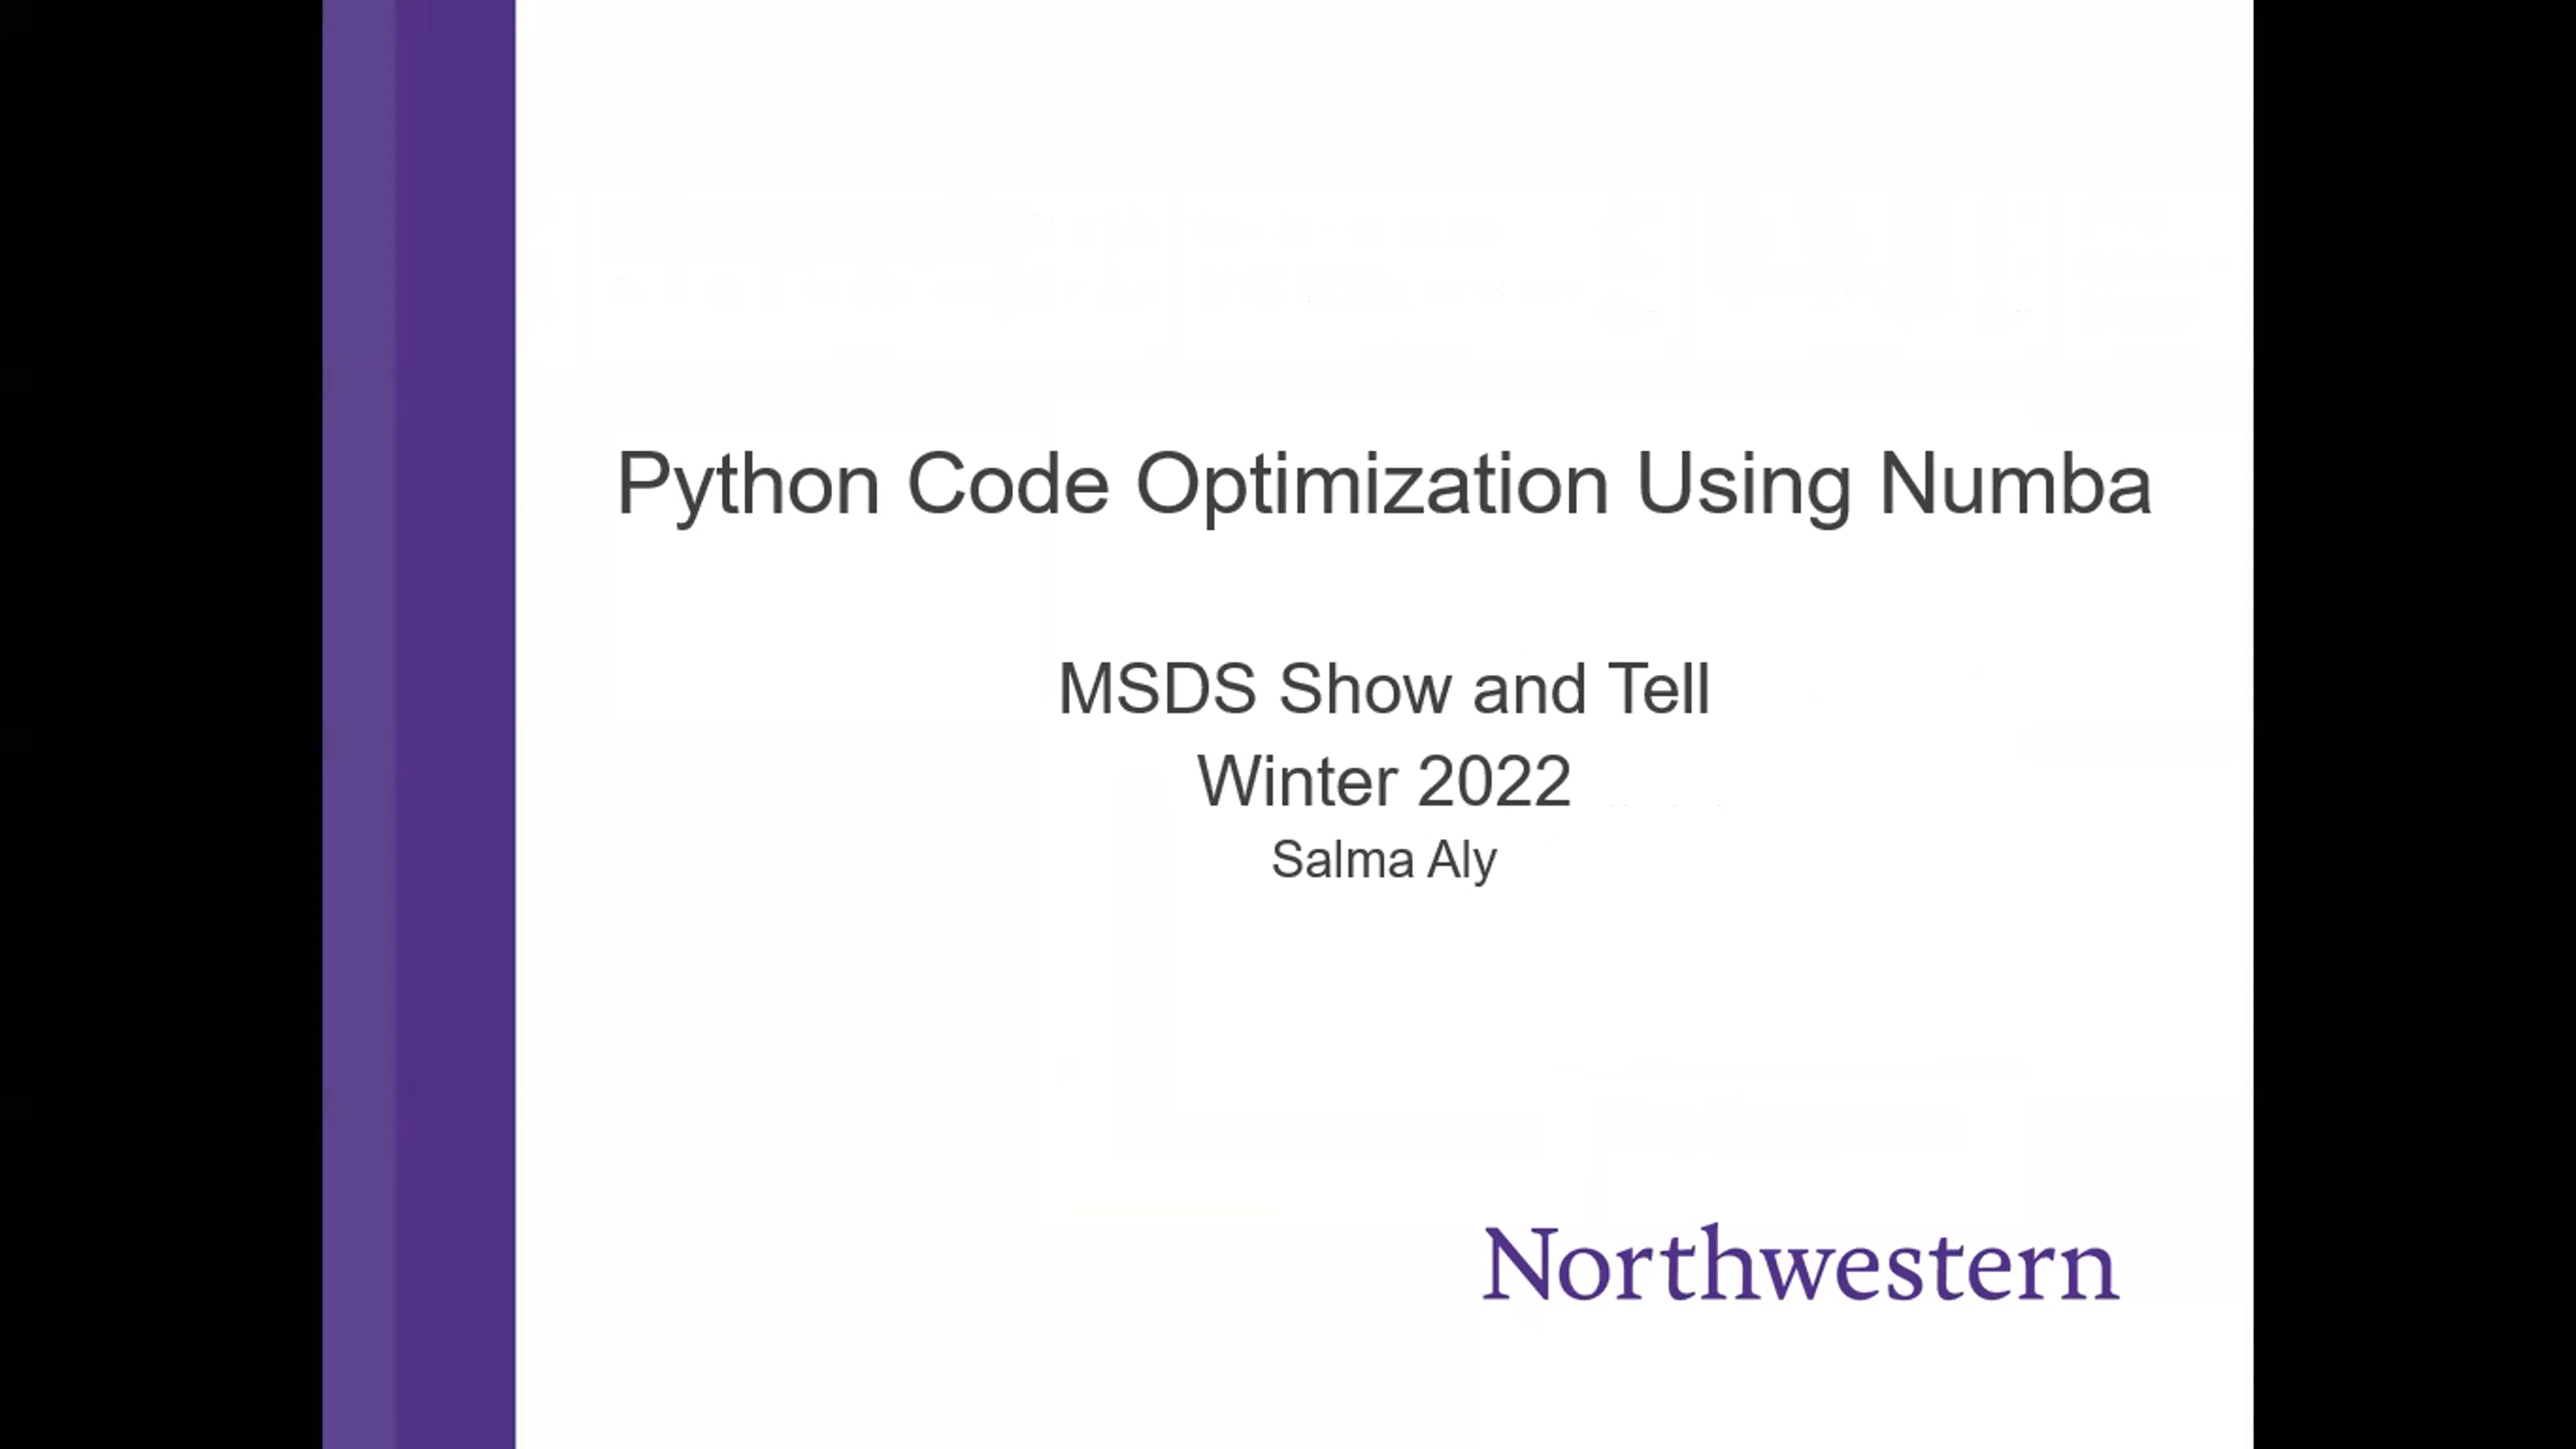 Python Code Optimization Using Numba
MSDS Show and Tell
Winter 2022
Salma Aly
Northwestern